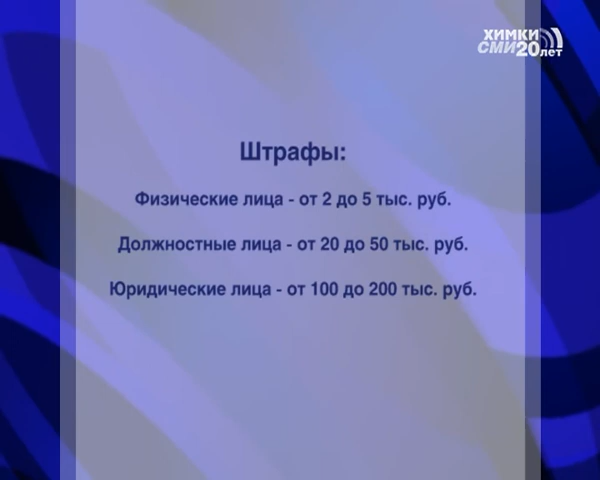 ХИМКИ
СМИ20лет
Штрафы:
Физические лица - от 2 до 5 тыс. руб.
Должностные лица - от 20 до 50 тыс. руб.
Юридические лица - от 100 до 200 тыс. руб.